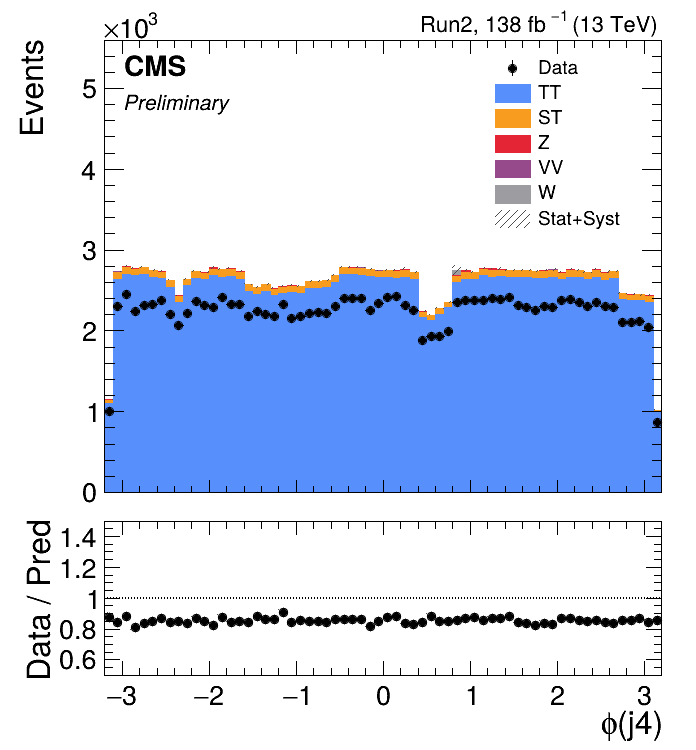 ×10³
Run2, 138 fb⁻¹ (13 TeV)
Events
CMS
Preliminary
Data
TT
ST
Z
VV
W
Stat+Syst
5
4
3
2
1
0
Data / Pred
1.4
1.2
1
0.8
0.6
−3 −2 −1 0 1 2 3
ϕ(j4)